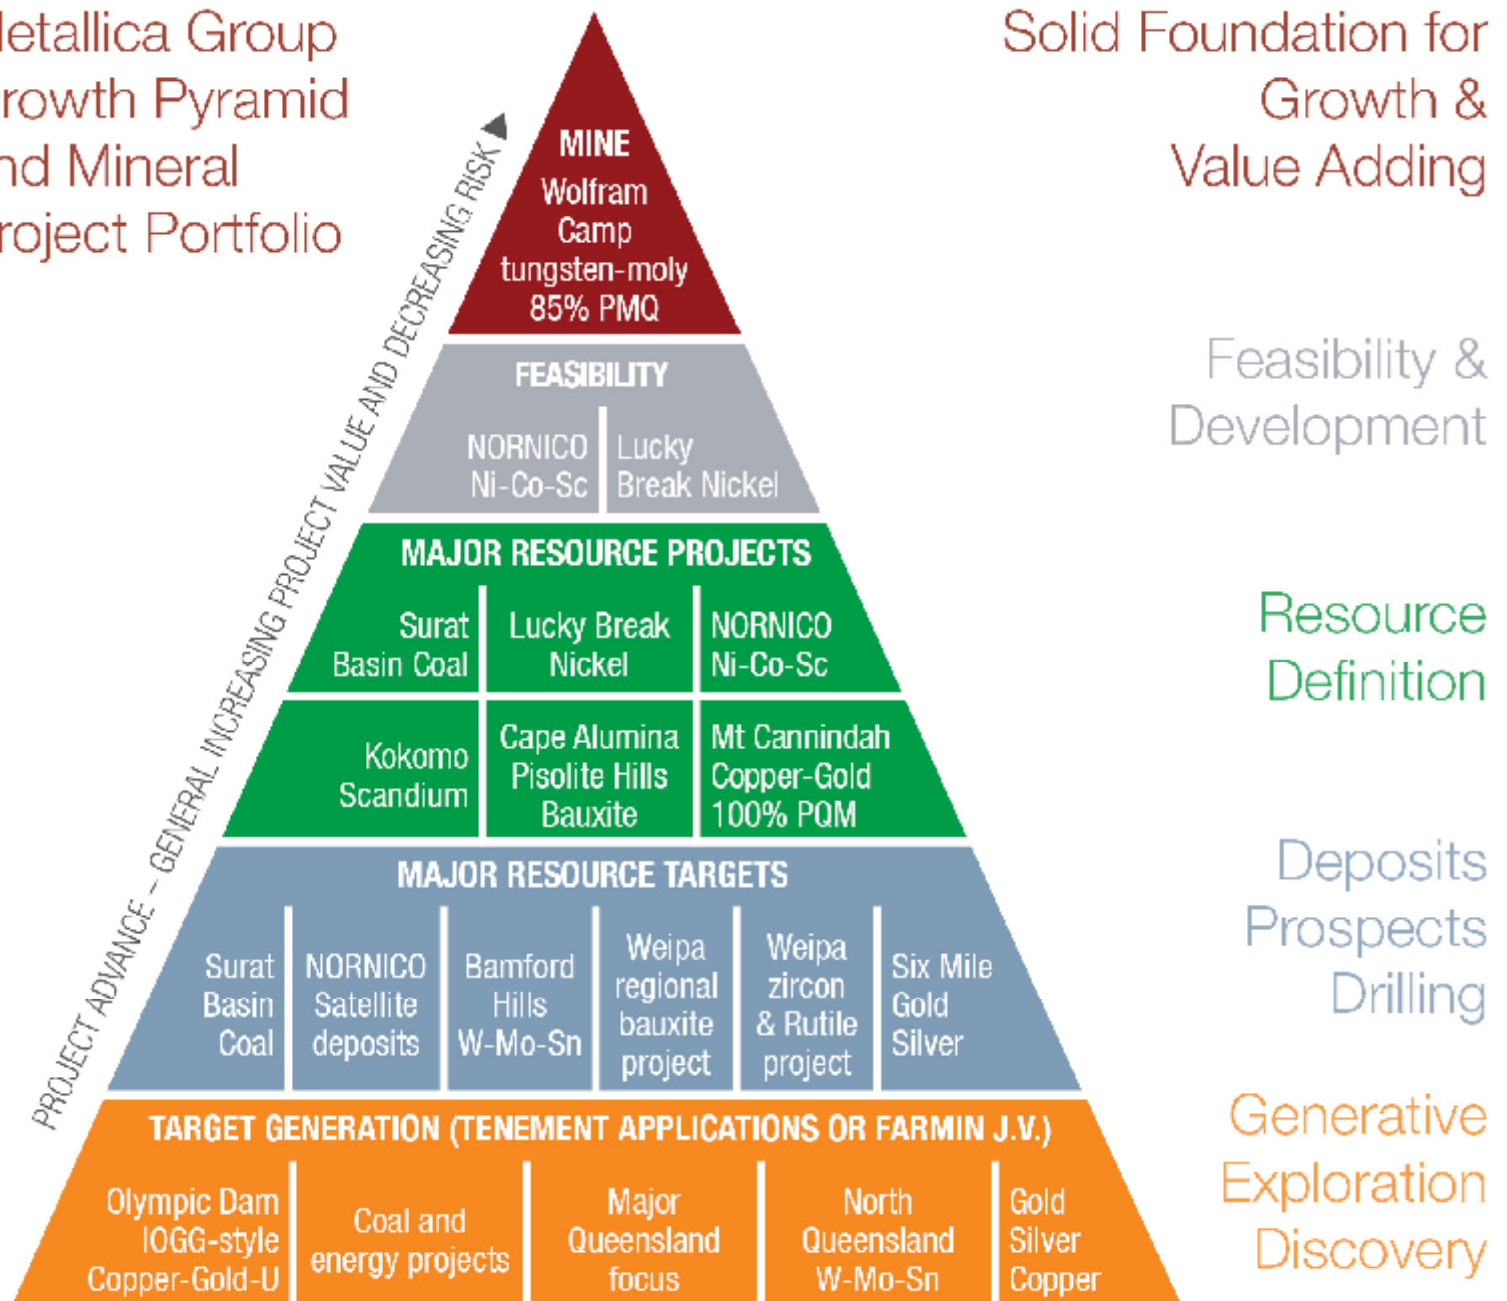 etallica Group
rowth Pyramid
nd Mineral
roject Portfolio
Solid Foundation for
Growth &
Value Adding
PROJECT ADVANCE – GENERAL INCREASING PROJECT VALUE AND DECREASING RISK
MINE
Wolfram
Camp
tungsten-moly
85% PMQ
FEASIBILITY
NORNICO
Ni-Co-Sc
Lucky
Break Nickel
Feasibility &
Development
MAJOR RESOURCE PROJECTS
Surat
Basin Coal
Lucky Break
Nickel
NORNICO
Ni-Co-Sc
Kokomo
Scandium
Cape Alumina
Pisolite Hills
Bauxite
Mt Cannindah
Copper-Gold
100% PQM
Resource
Definition
MAJOR RESOURCE TARGETS
Surat
Basin
Coal
NORNICO
Satellite
deposits
Bamford
Hills
W-Mo-Sn
Weipa
regional
bauxite
project
Weipa
zircon
& Rutile
project
Six Mile
Gold
Silver
Deposits
Prospects
Drilling
TARGET GENERATION (TENEMENT APPLICATIONS OR FARMIN J.V.)
Olympic Dam
IOGG-style
Copper-Gold-U
Coal and
energy projects
Major
Queensland
focus
North
Queensland
W-Mo-Sn
Gold
Silver
Copper
Generative
Exploration
Discovery